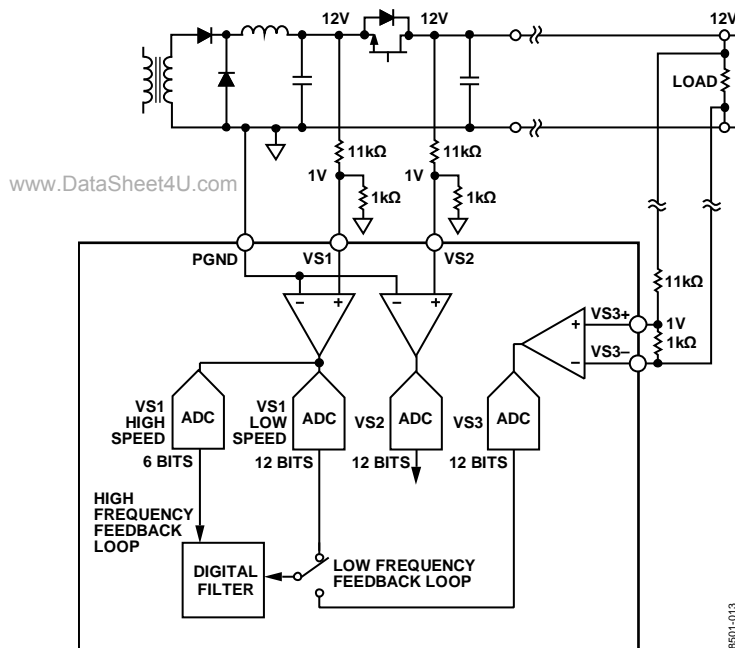 12V
12V
12V
LOAD
11kΩ
11kΩ
1V
1V
1kΩ
1kΩ
www.DataSheet4U.com
PGND
VS1
VS2
11kΩ
VS3+
1V
VS3–
1kΩ
VS1
HIGH
SPEED
ADC
VS1
LOW
SPEED
ADC
VS2
ADC
VS3
ADC
6 BITS
12 BITS
12 BITS
12 BITS
HIGH
FREQUENCY
FEEDBACK
LOOP
DIGITAL
FILTER
LOW FREQUENCY
FEEDBACK LOOP
– +
– +
+
–